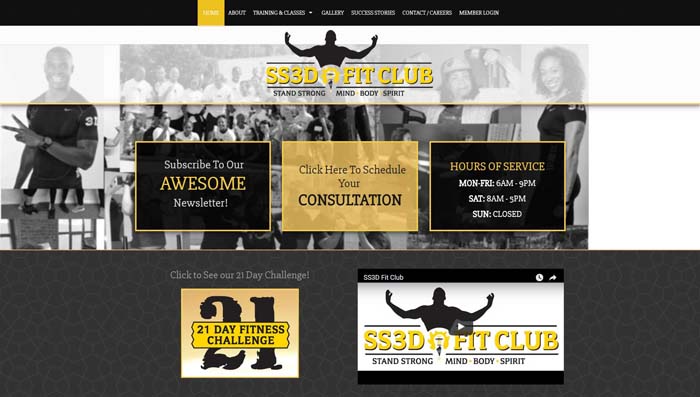 HOME ABOUT TRAINING & CLASSES GALLERY SUCCESS STORIES CONTACT / CAREERS MEMBER LOGIN
SS3D FIT CLUB
STAND STRONG MIND · BODY · SPIRIT
Subscribe To Our
AWESOME
Newsletter!
Click Here To Schedule
Your
CONSULTATION
HOURS OF SERVICE
MON-FRI: 6AM - 9PM
SAT: 8AM - 5PM
SUN: CLOSED
Click to See our 21 Day Challenge!
21
21 DAY FITNESS
CHALLENGE
SS3D Fit Club
SS3D FIT CLUB
STAND STRONG MIND · BODY · SPIRIT